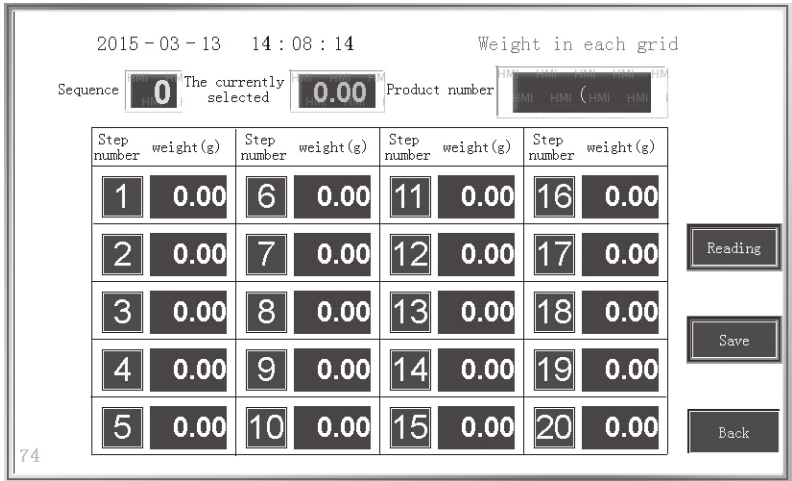 2015-03-13 14:08:14 Weight in each grid
Sequence 0 The currently selected 0.00 Product number (
Step number weight(g) Step number weight(g) Step number weight(g) Step number weight(g)
1 0.00 6 0.00 11 0.00 16 0.00
2 0.00 7 0.00 12 0.00 17 0.00
Reading
3 0.00 8 0.00 13 0.00 18 0.00
Save
4 0.00 9 0.00 14 0.00 19 0.00
5 0.00 10 0.00 15 0.00 20 0.00
Back
74